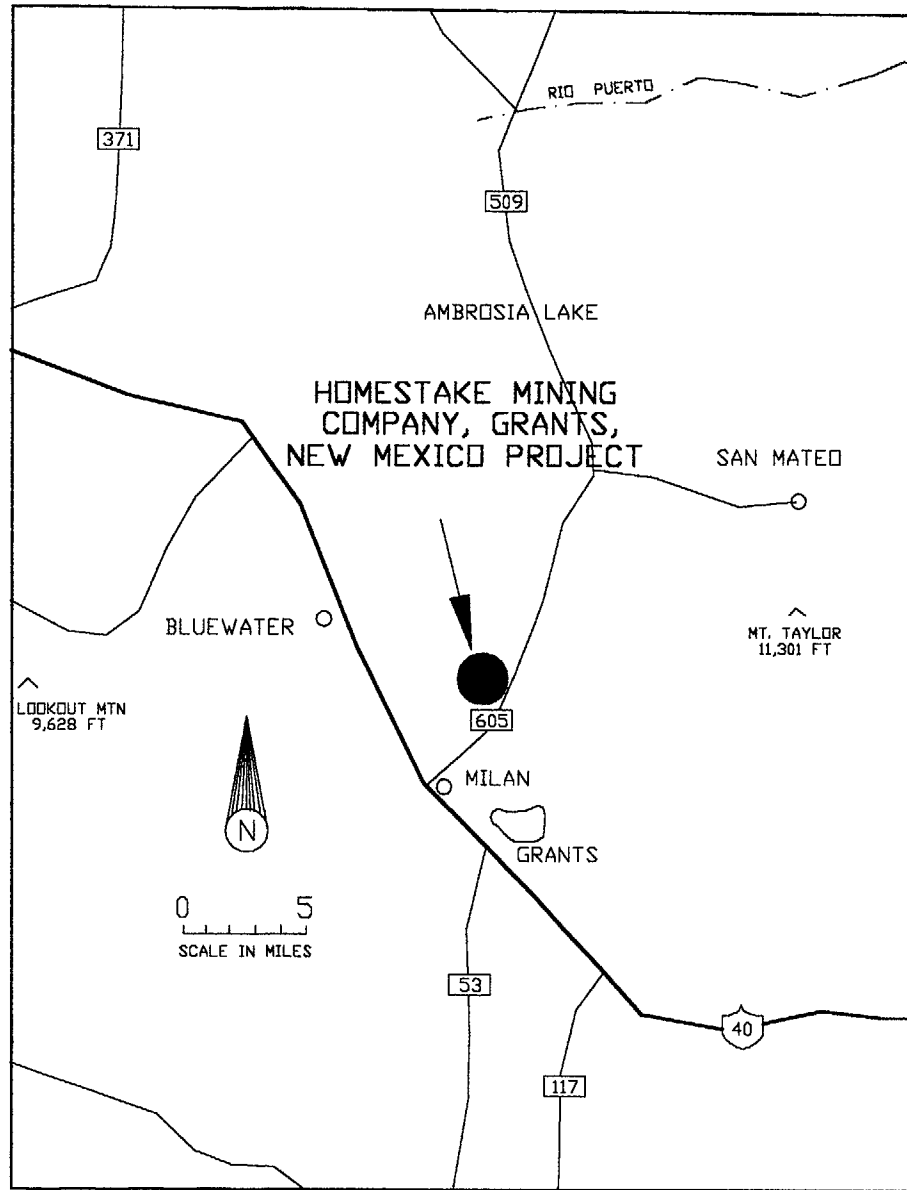 RIO PUERTO
371
509
AMBROSIA LAKE
HOMESTAKE MINING
COMPANY, GRANTS,
NEW MEXICO PROJECT
SAN MATEO
BLUEWATER
MT. TAYLOR
11,301 FT
LOOKOUT MTN
9,628 FT
605
MILAN
N
GRANTS
0 5
SCALE IN MILES
53
40
117